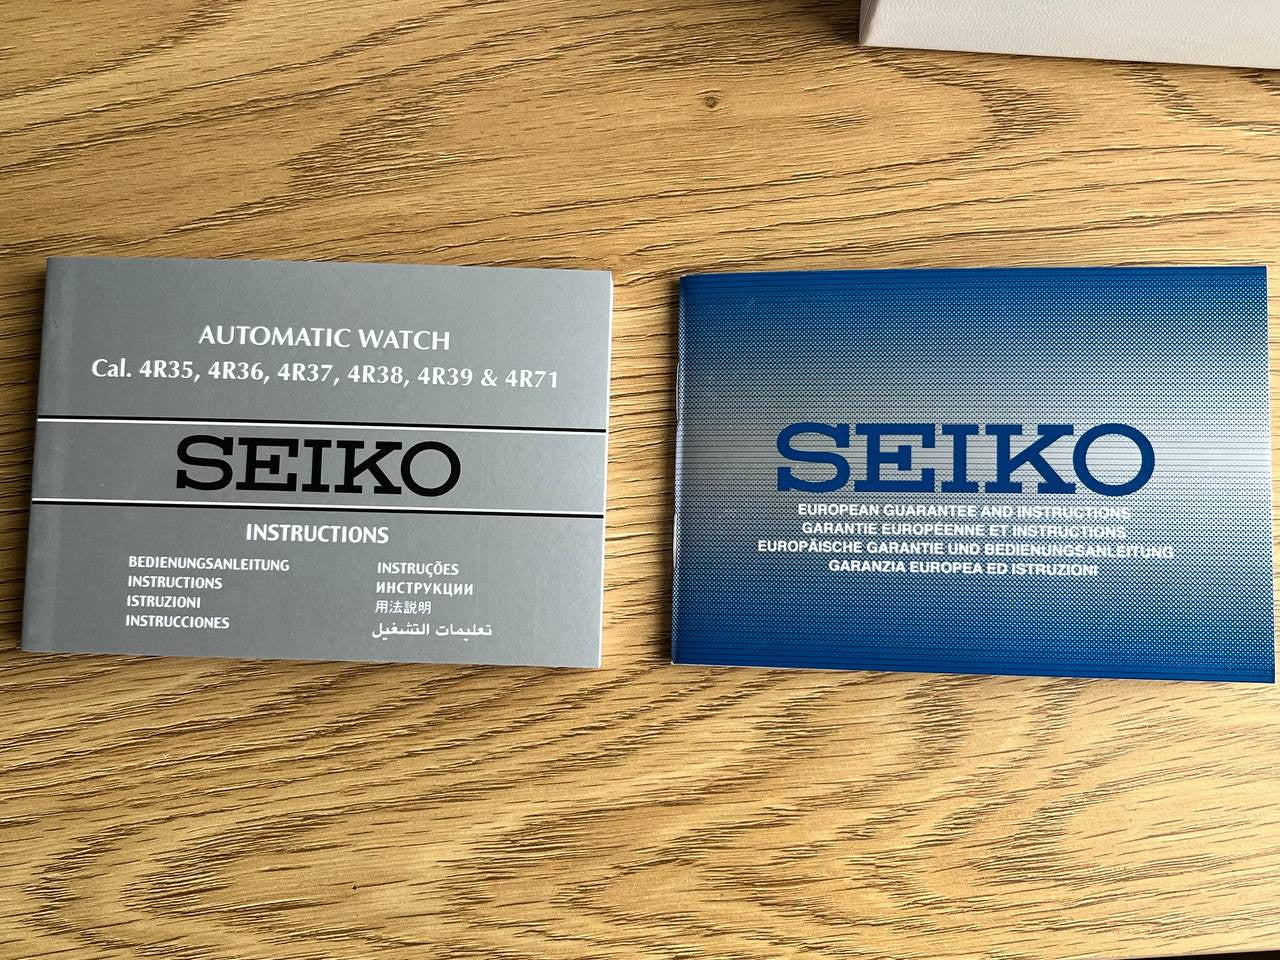 AUTOMATIC WATCH
Cal. 4R35, 4R36, 4R37, 4R38, 4R39 & 4R71
SEIKO
INSTRUCTIONS
BEDIENUNGSANLEITUNG
INSTRUCTIONS
ISTRUZIONI
INSTRUCCIONES
INSTRUÇÕES
ИНСТРУКЦИИ
用法説明
تعليمات التشغيل
SEIKO
EUROPEAN GUARANTEE AND INSTRUCTIONS
GARANTIE EUROPÉENNE ET INSTRUCTIONS
EUROPÄISCHE GARANTIE UND BEDIENUNGSANLEITUNG
GARANZIA EUROPEA ED ISTRUZIONI